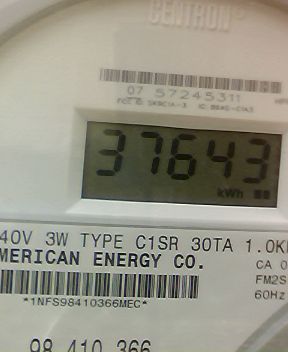 CENTRON®
07 57245311
37643
kWh
40V 3W TYPE C1SR 30TA 1.0K
MERICAN ENERGY CO.
CA 0
FM2S
60Hz
*1NFS98410366MEC*
98 410 366